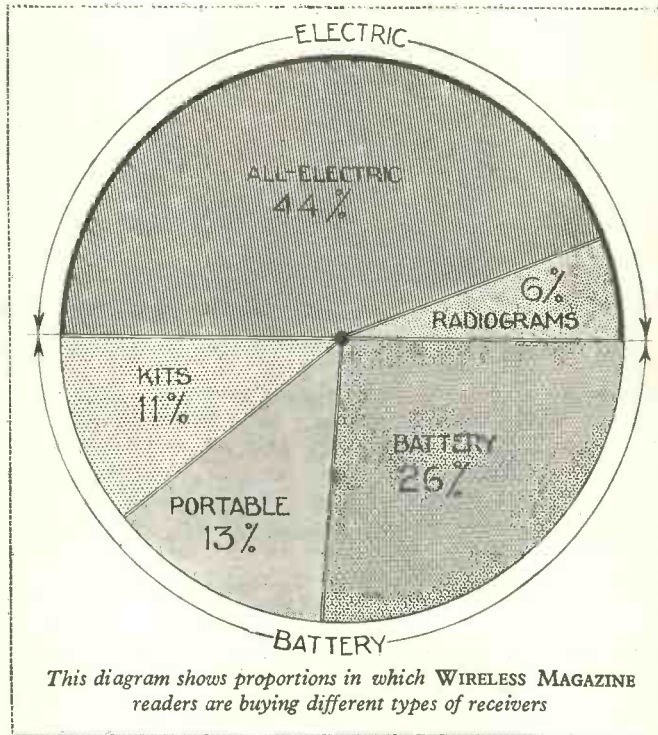 ELECTRIC
ALL-ELECTRIC
44%
6%
RADIOGRAMS
KITS
11%
BATTERY
26%
PORTABLE
13%
BATTERY
This diagram shows proportions in which WIRELESS MAGAZINE
readers are buying different types of receivers